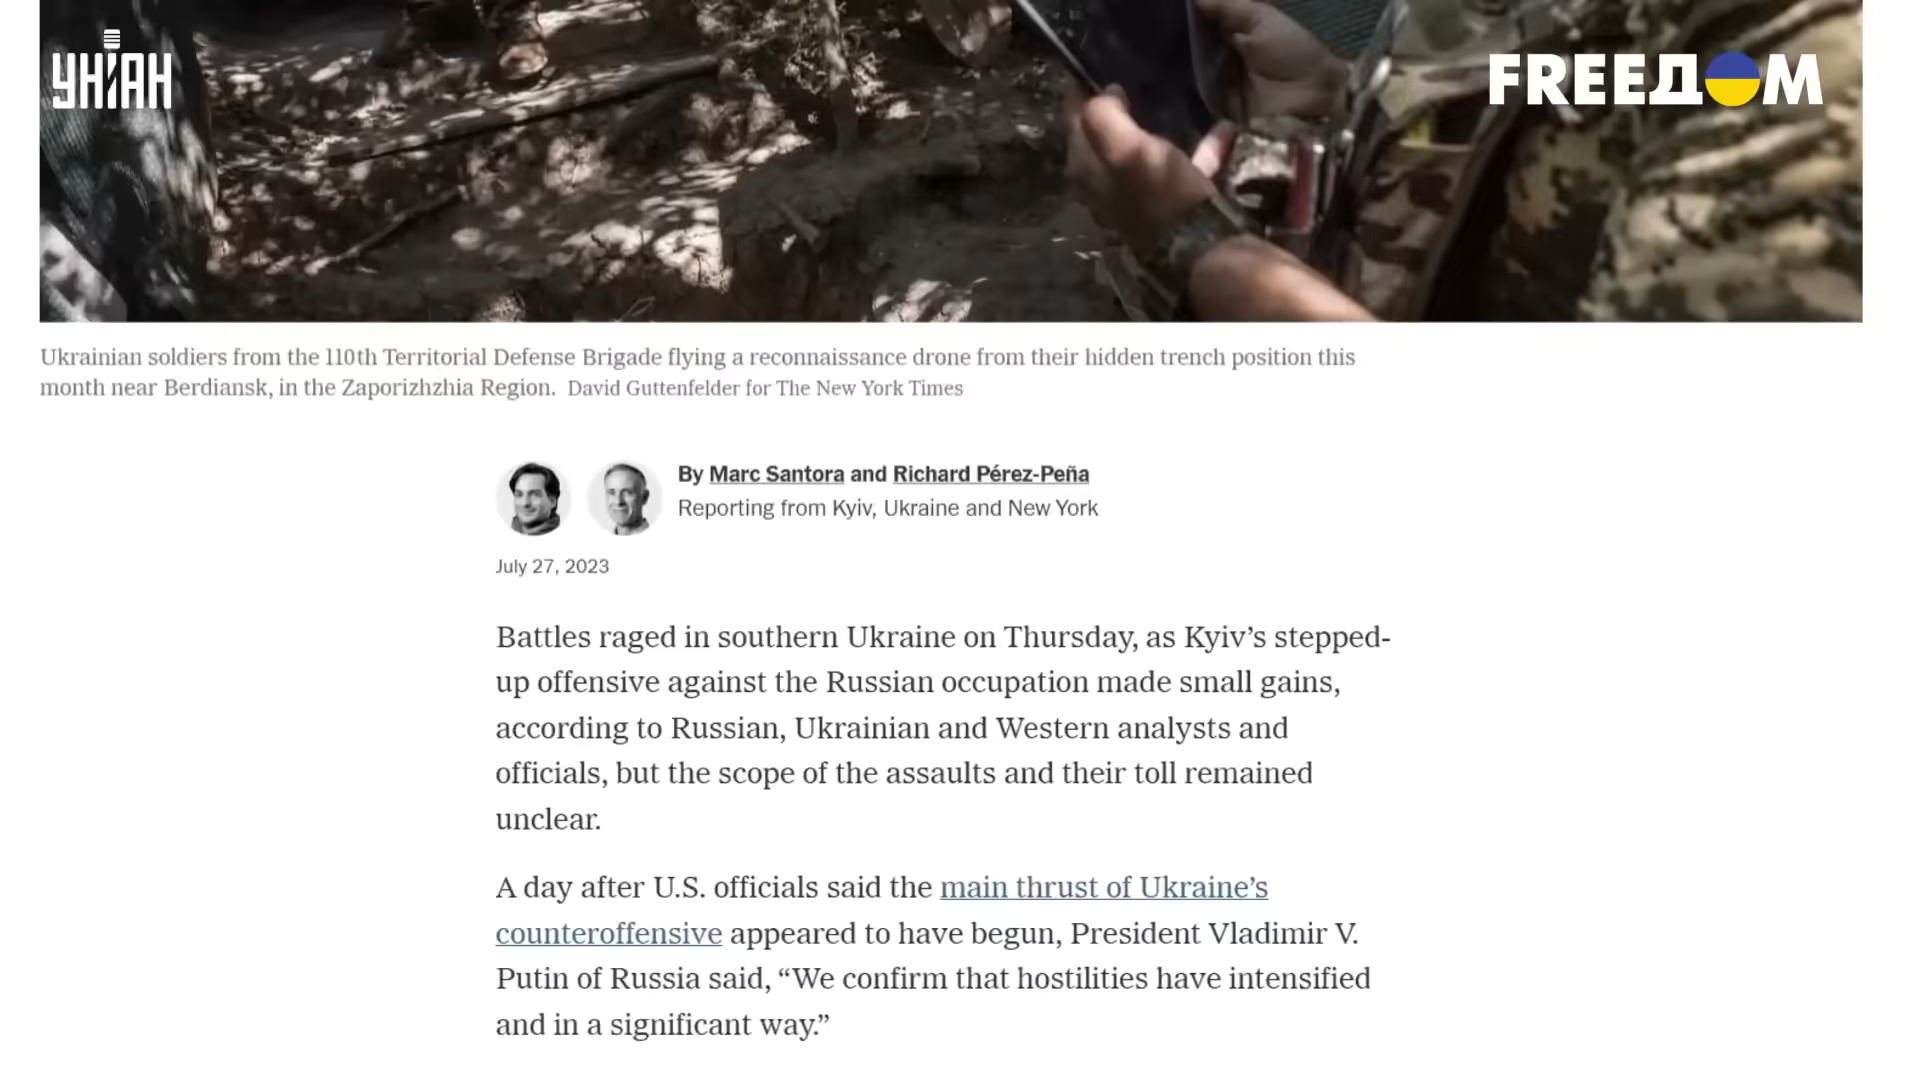 УНІАН
FREEДОМ
Ukrainian soldiers from the 110th Territorial Defense Brigade flying a reconnaissance drone from their hidden trench position this
month near Berdiansk, in the Zaporizhzhia Region. David Guttenfelder for The New York Times
By Marc Santora and Richard Pérez-Peña
Reporting from Kyiv, Ukraine and New York
July 27, 2023
Battles raged in southern Ukraine on Thursday, as Kyiv’s stepped-
up offensive against the Russian occupation made small gains,
according to Russian, Ukrainian and Western analysts and
officials, but the scope of the assaults and their toll remained
unclear.
A day after U.S. officials said the main thrust of Ukraine’s
counteroffensive appeared to have begun, President Vladimir V.
Putin of Russia said, “We confirm that hostilities have intensified
and in a significant way.”